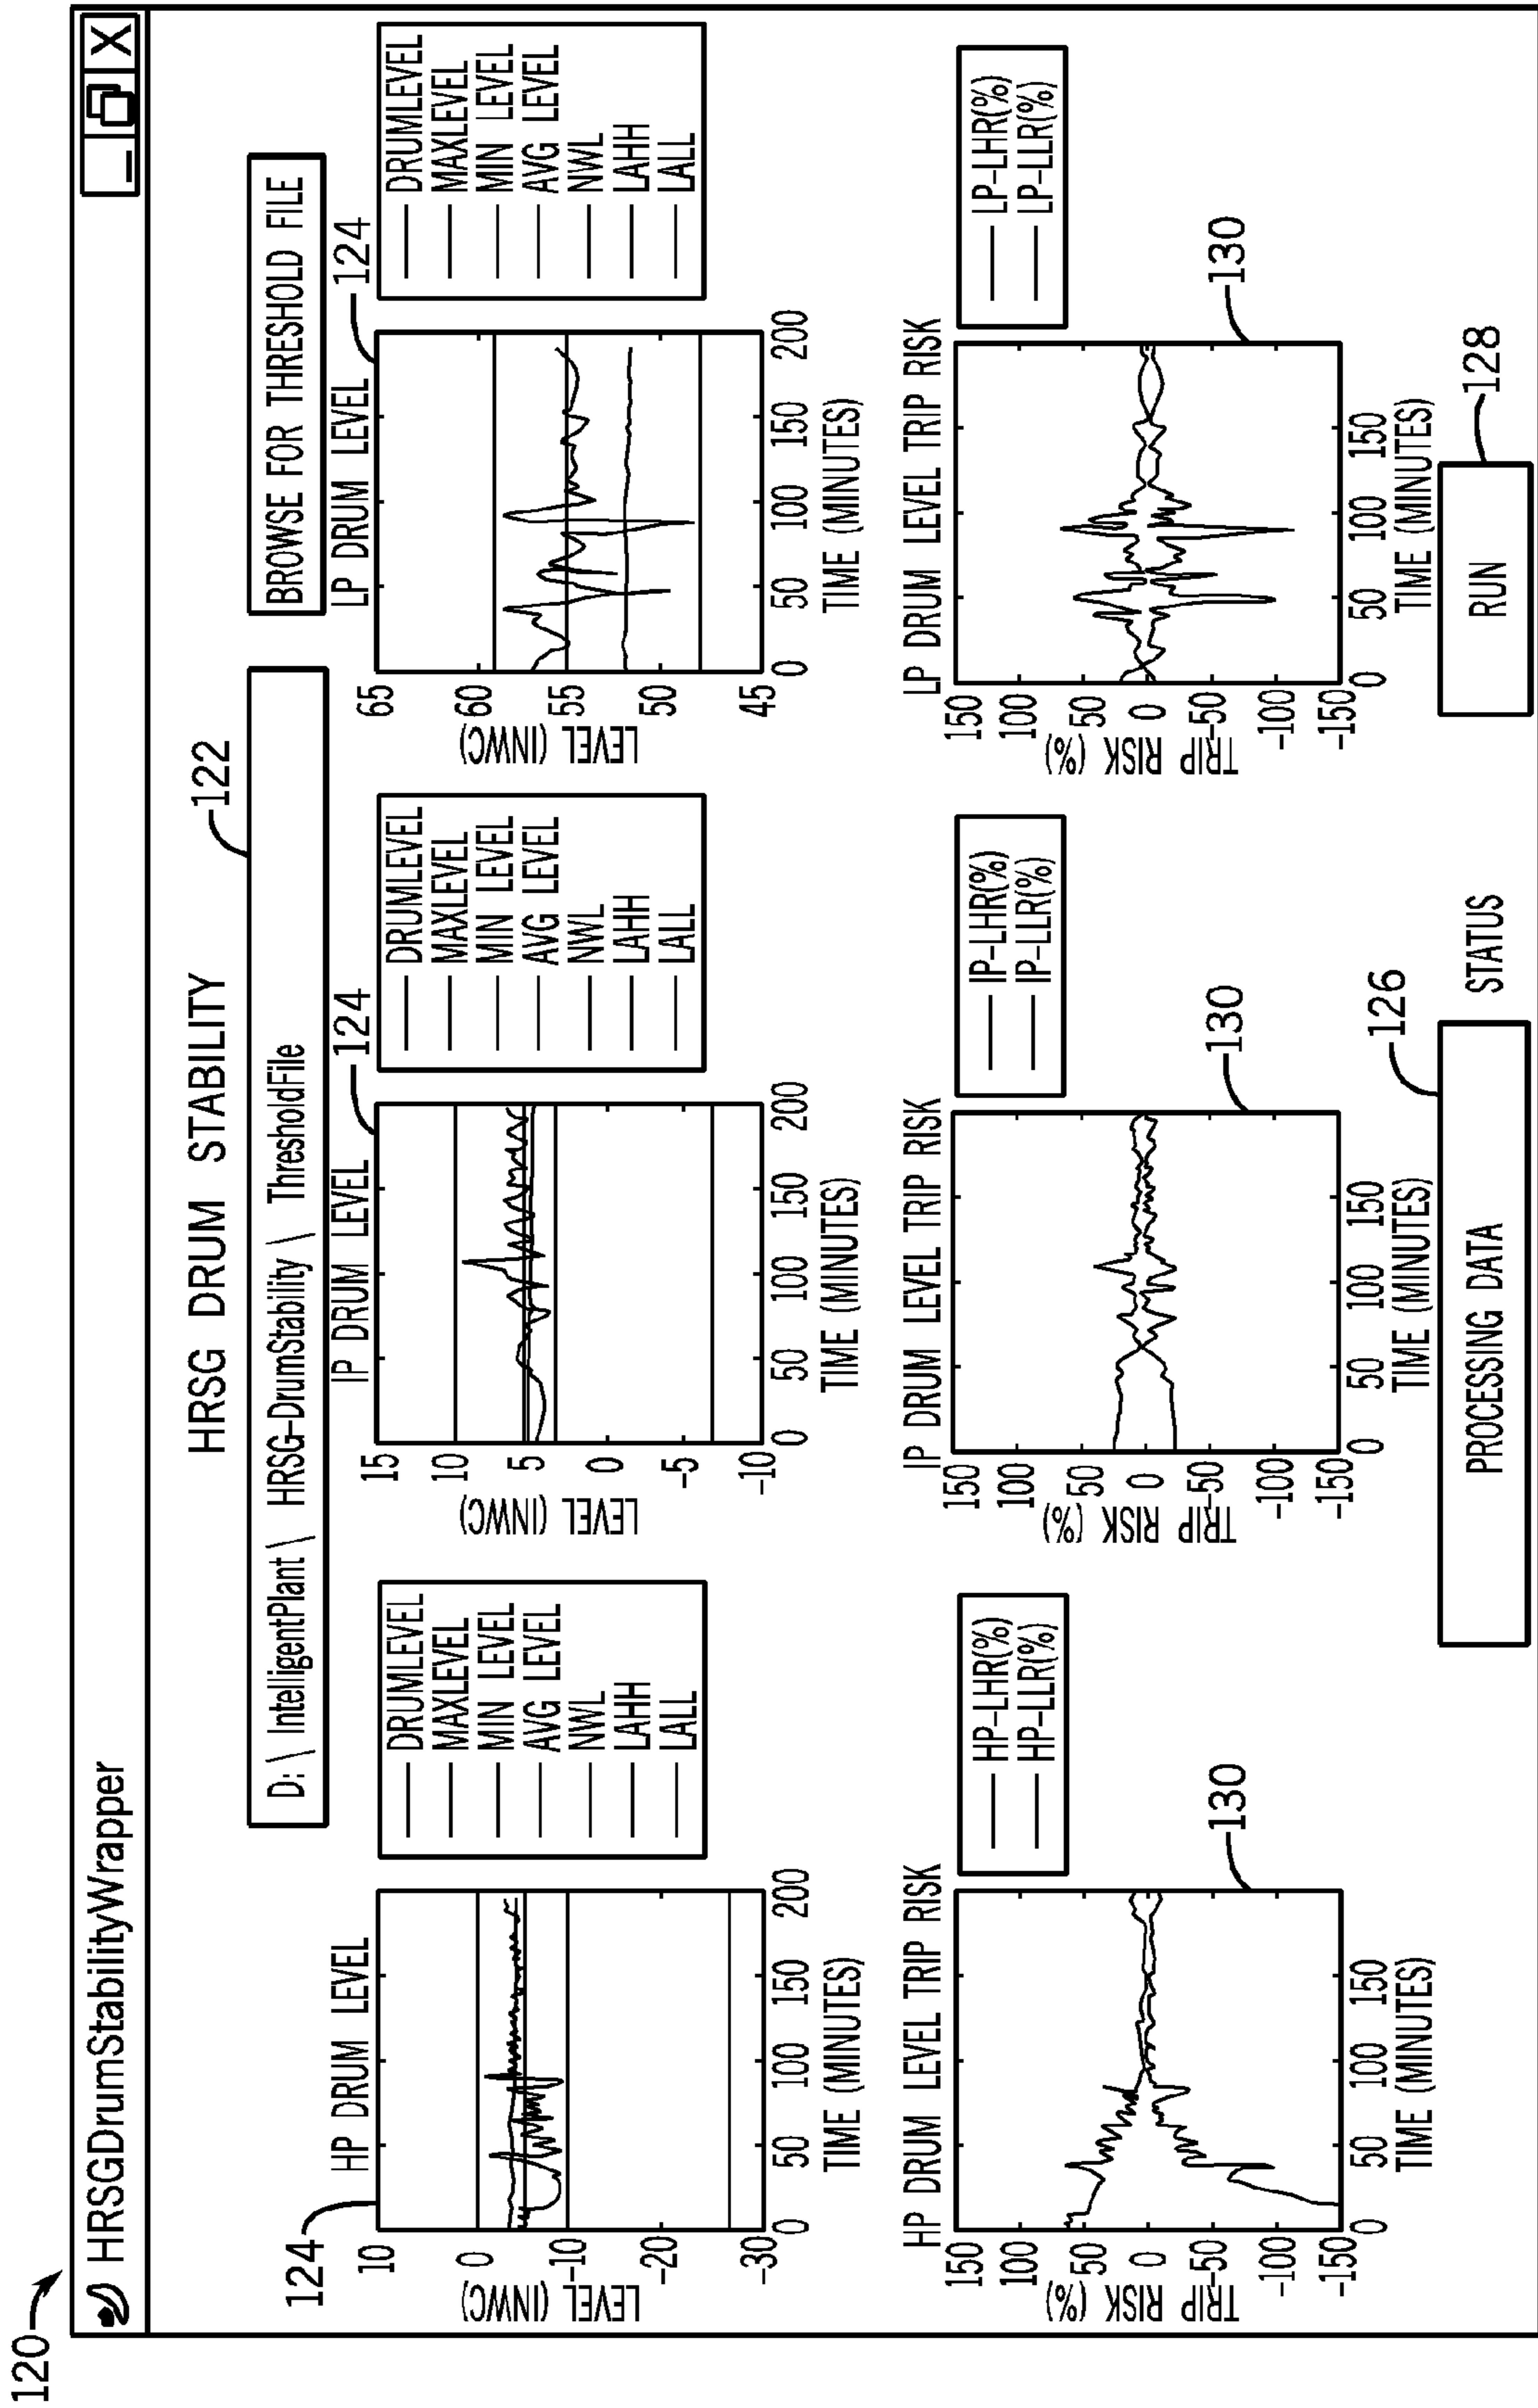 120
HRSGDrumStabilityWrapper
_ X
HRSG DRUM STABILITY
122
D: \ IntelligentPlant \ HRSG-DrumStability \ ThresholdFile
BROWSE FOR THRESHOLD FILE
124
HP DRUM LEVEL
LEVEL (INWC)
10
0
-10
-20
-30
0 50 100 150 200
TIME (MINUTES)
DRUMLEVEL
MAXLEVEL
MIN LEVEL
AVG LEVEL
NWL
LAHH
LALL
IP DRUM LEVEL
124
LEVEL (INWC)
15
10
5
0
-5
-10
0 50 100 150 200
TIME (MINUTES)
DRUMLEVEL
MAXLEVEL
MIN LEVEL
AVG LEVEL
NWL
LAHH
LALL
LP DRUM LEVEL
124
LEVEL (INWC)
65
60
55
50
45
0 50 100 150 200
TIME (MINUTES)
DRUMLEVEL
MAXLEVEL
MIN LEVEL
AVG LEVEL
NWL
LAHH
LALL
HP DRUM LEVEL TRIP RISK
TRIP RISK (%)
150
100
50
0
-50
-100
-150
0 50 100 150
TIME (MINUTES)
HP-LHR(%)
HP-LLR(%)
130
IP DRUM LEVEL TRIP RISK
TRIP RISK (%)
150
100
50
0
-50
-100
-150
0 50 100 150
TIME (MINUTES)
IP-LHR(%)
IP-LLR(%)
130
LP DRUM LEVEL TRIP RISK
TRIP RISK (%)
150
100
50
0
-50
-100
-150
0 50 100 150
TIME (MINUTES)
LP-LHR(%)
LP-LLR(%)
130
PROCESSING DATA
126
STATUS
RUN
128